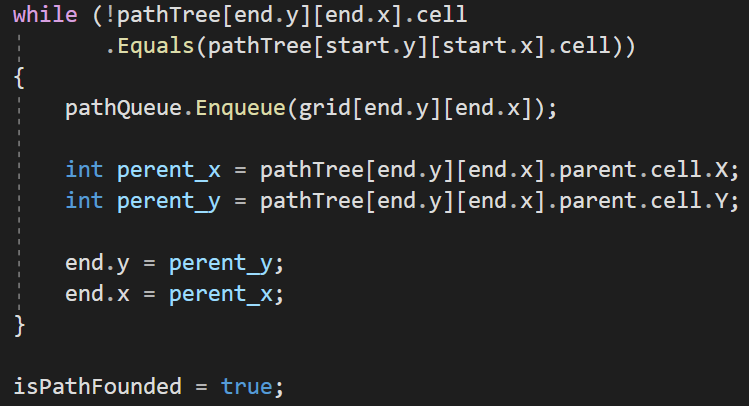 while (!pathTree[end.y][end.x].cell
.Equals(pathTree[start.y][start.x].cell))
{
pathQueue.Enqueue(grid[end.y][end.x]);
int perent_x = pathTree[end.y][end.x].parent.cell.X;
int perent_y = pathTree[end.y][end.x].parent.cell.Y;
end.y = perent_y;
end.x = perent_x;
}
isPathFounded = true;